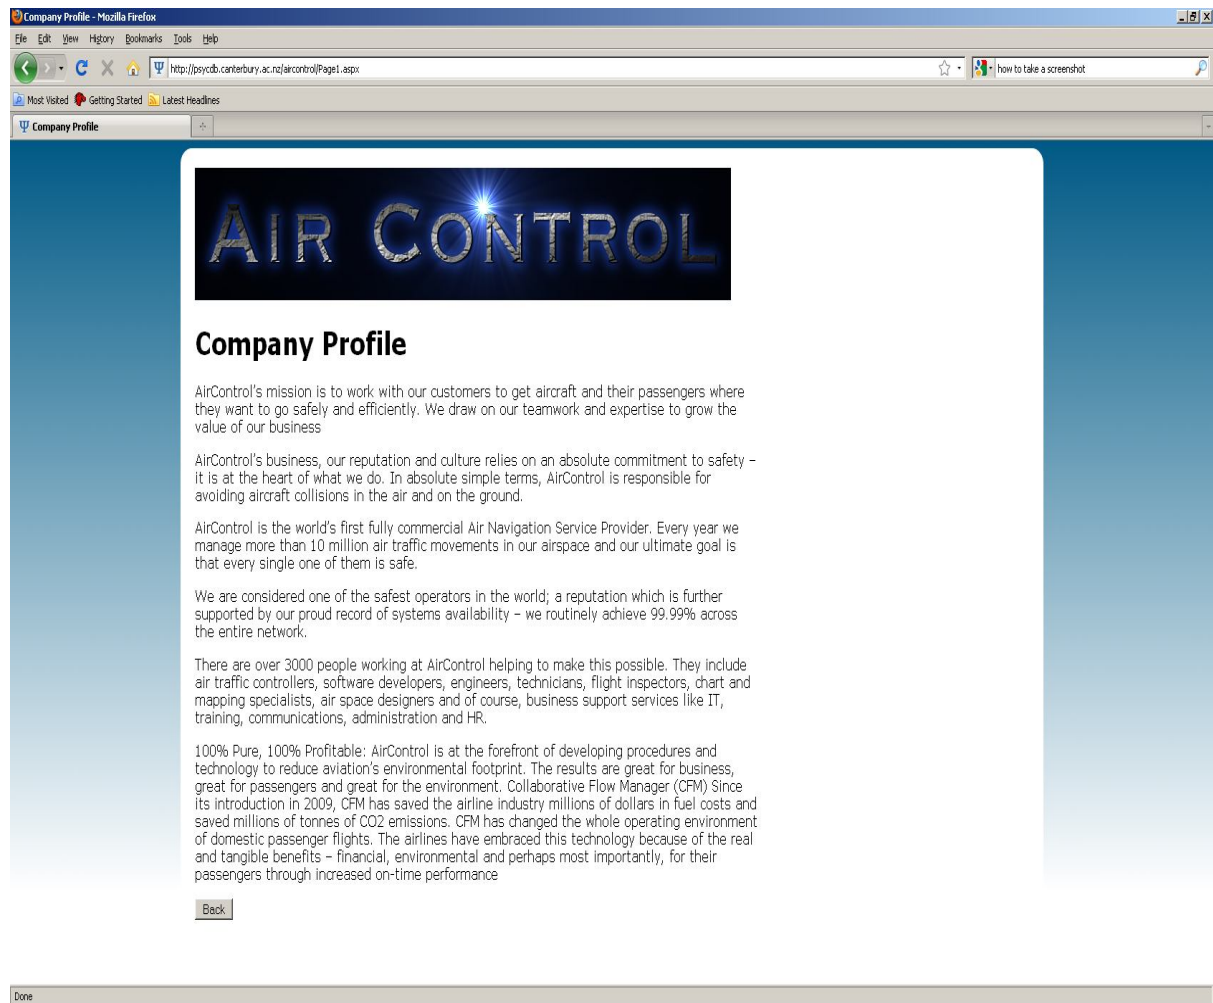 Company Profile - Mozilla Firefox
File Edit View History Bookmarks Tools Help
http://psycdb.canterbury.ac.nz/aircontrol/Page1.aspx
how to take a screenshot
Most Visited Getting Started Latest Headlines
Ψ Company Profile
AIR CONTROL
Company Profile
AirControl's mission is to work with our customers to get aircraft and their passengers where
they want to go safely and efficiently. We draw on our teamwork and expertise to grow the
value of our business
AirControl's business, our reputation and culture relies on an absolute commitment to safety –
it is at the heart of what we do. In absolute simple terms, AirControl is responsible for
avoiding aircraft collisions in the air and on the ground.
AirControl is the world's first fully commercial Air Navigation Service Provider. Every year we
manage more than 10 million air traffic movements in our airspace and our ultimate goal is
that every single one of them is safe.
We are considered one of the safest operators in the world; a reputation which is further
supported by our proud record of systems availability – we routinely achieve 99.99% across
the entire network.
There are over 3000 people working at AirControl helping to make this possible. They include
air traffic controllers, software developers, engineers, technicians, flight inspectors, chart and
mapping specialists, air space designers and of course, business support services like IT,
training, communications, administration and HR.
100% Pure, 100% Profitable: AirControl is at the forefront of developing procedures and
technology to reduce aviation's environmental footprint. The results are great for business,
great for passengers and great for the environment. Collaborative Flow Manager (CFM) Since
its introduction in 2009, CFM has saved the airline industry millions of dollars in fuel costs and
saved millions of tonnes of CO2 emissions. CFM has changed the whole operating environment
of domestic passenger flights. The airlines have embraced this technology because of the real
and tangible benefits – financial, environmental and perhaps most importantly, for their
passengers through increased on-time performance
Back
Done